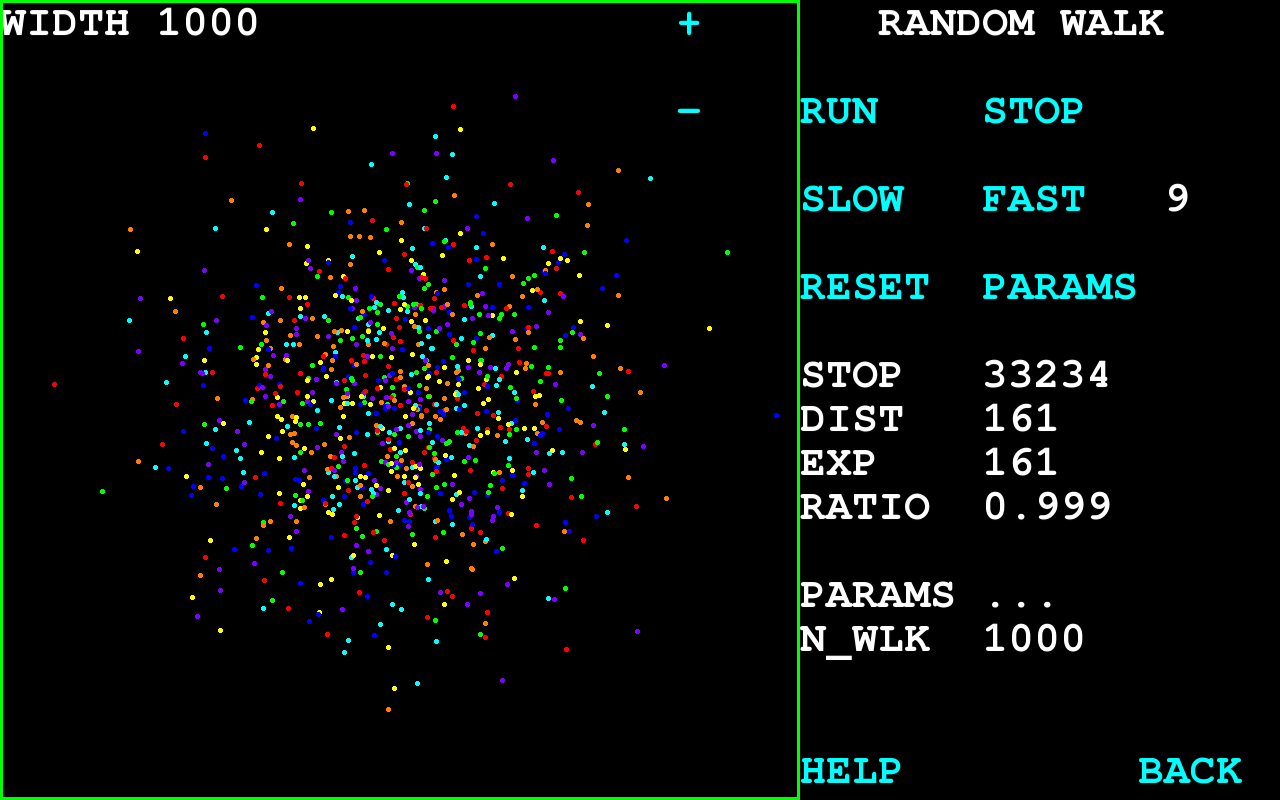 WIDTH 1000 +
-
RANDOM WALK
RUN STOP
SLOW FAST 9
RESET PARAMS
STOP 33234
DIST 161
EXP 161
RATIO 0.999
PARAMS ...
N_WLK 1000
HELP BACK